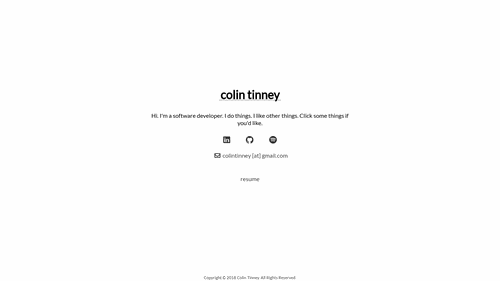 colin tinney
Hi. I'm a software developer. I do things. I like other things. Click some things if
you'd like.
colintinney [at] gmail.com
resume
Copyright © 2018 Colin Tinney. All Rights Reserved